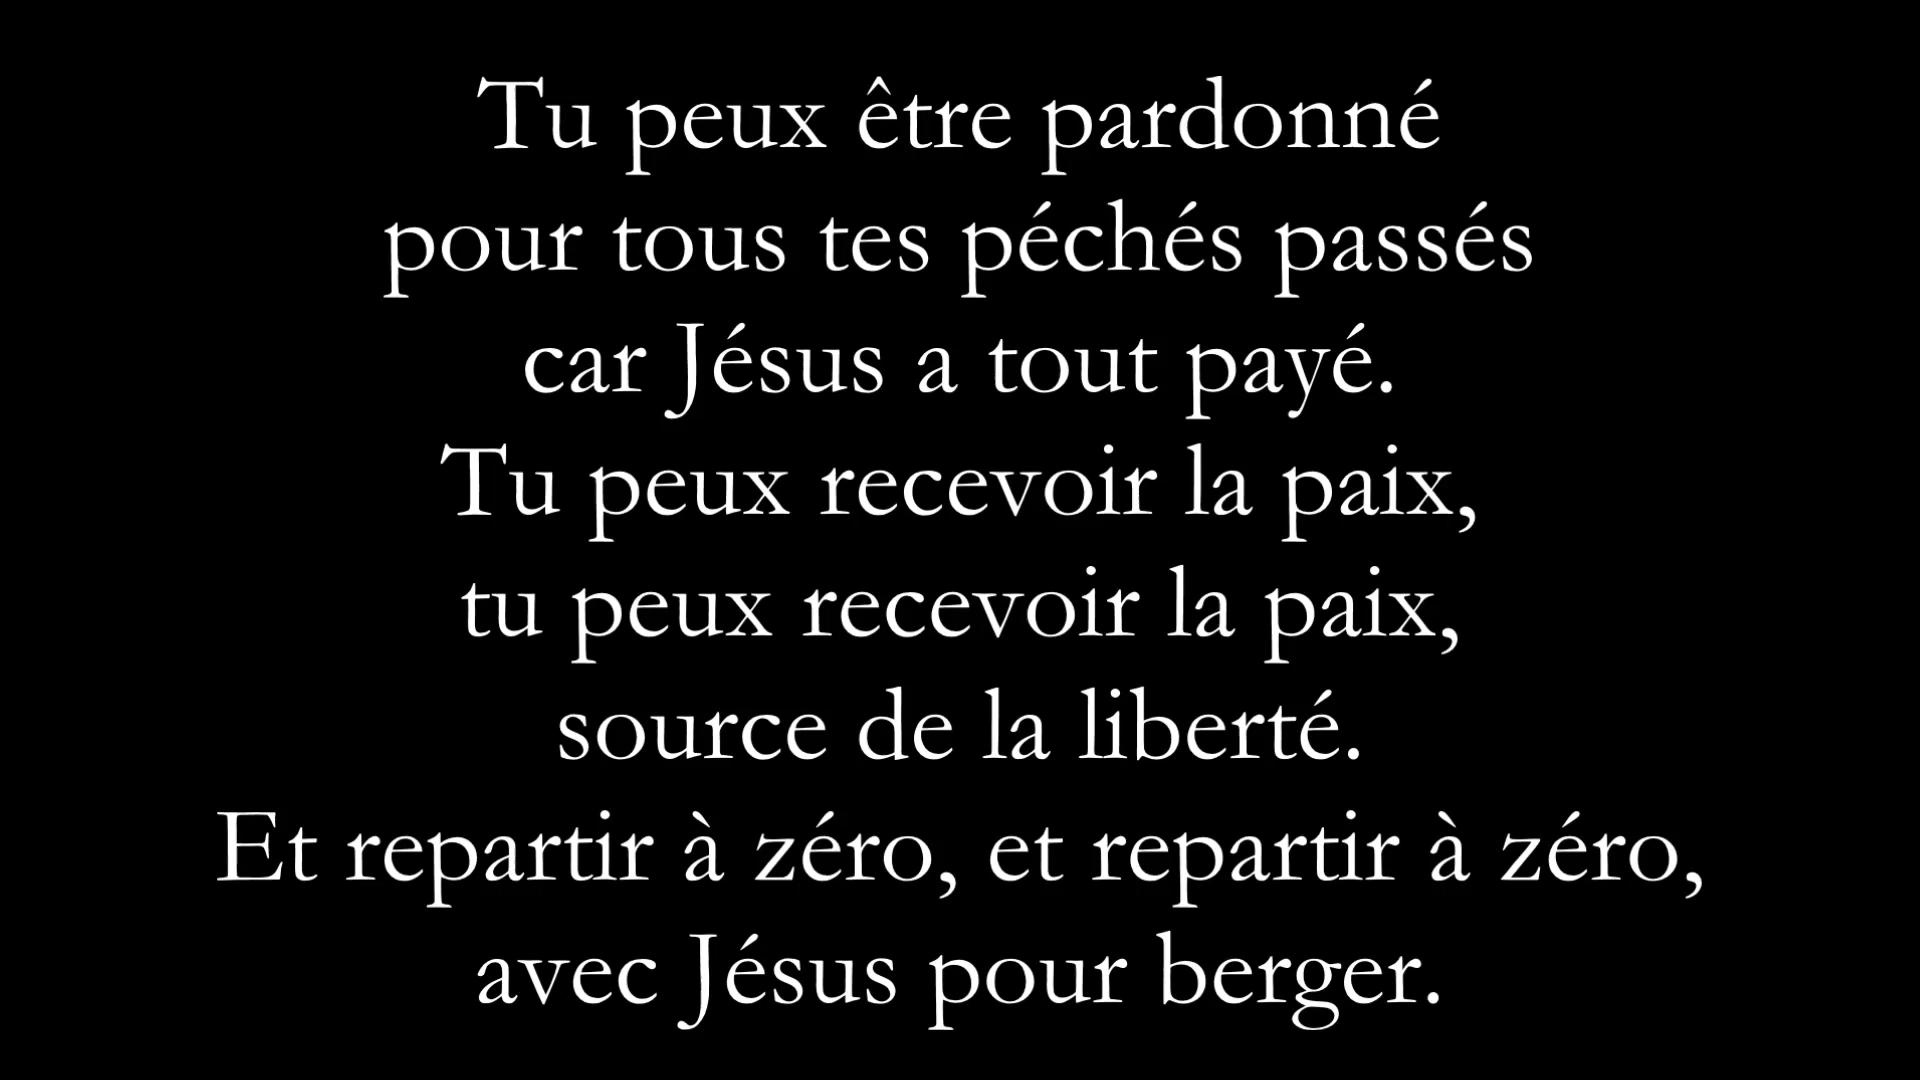 Tu peux être pardonné
pour tous tes péchés passés
car Jésus a tout payé.
Tu peux recevoir la paix,
tu peux recevoir la paix,
source de la liberté.
Et repartir à zéro, et repartir à zéro,
avec Jésus pour berger.